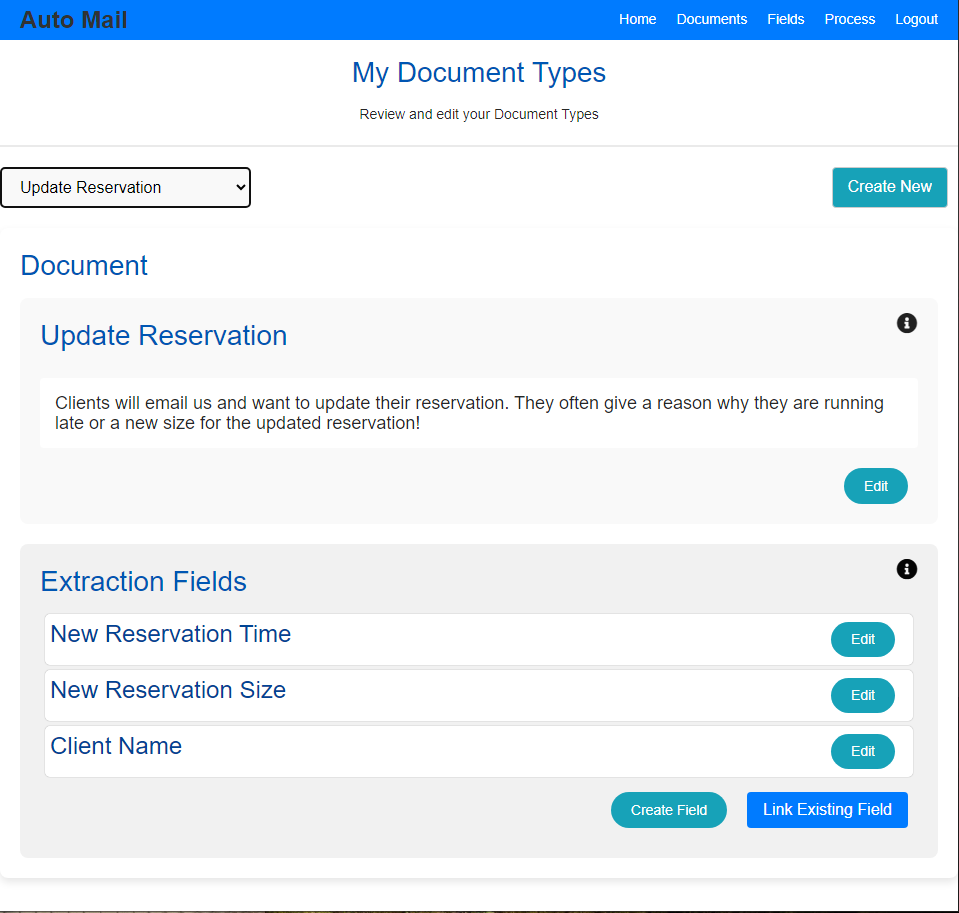 Auto Mail
Home Documents Fields Process Logout
My Document Types
Review and edit your Document Types
Update Reservation
Create New
Document
Update Reservation
Clients will email us and want to update their reservation. They often give a reason why they are running
late or a new size for the updated reservation!
Edit
Extraction Fields
New Reservation Time
Edit
New Reservation Size
Edit
Client Name
Edit
Create Field
Link Existing Field